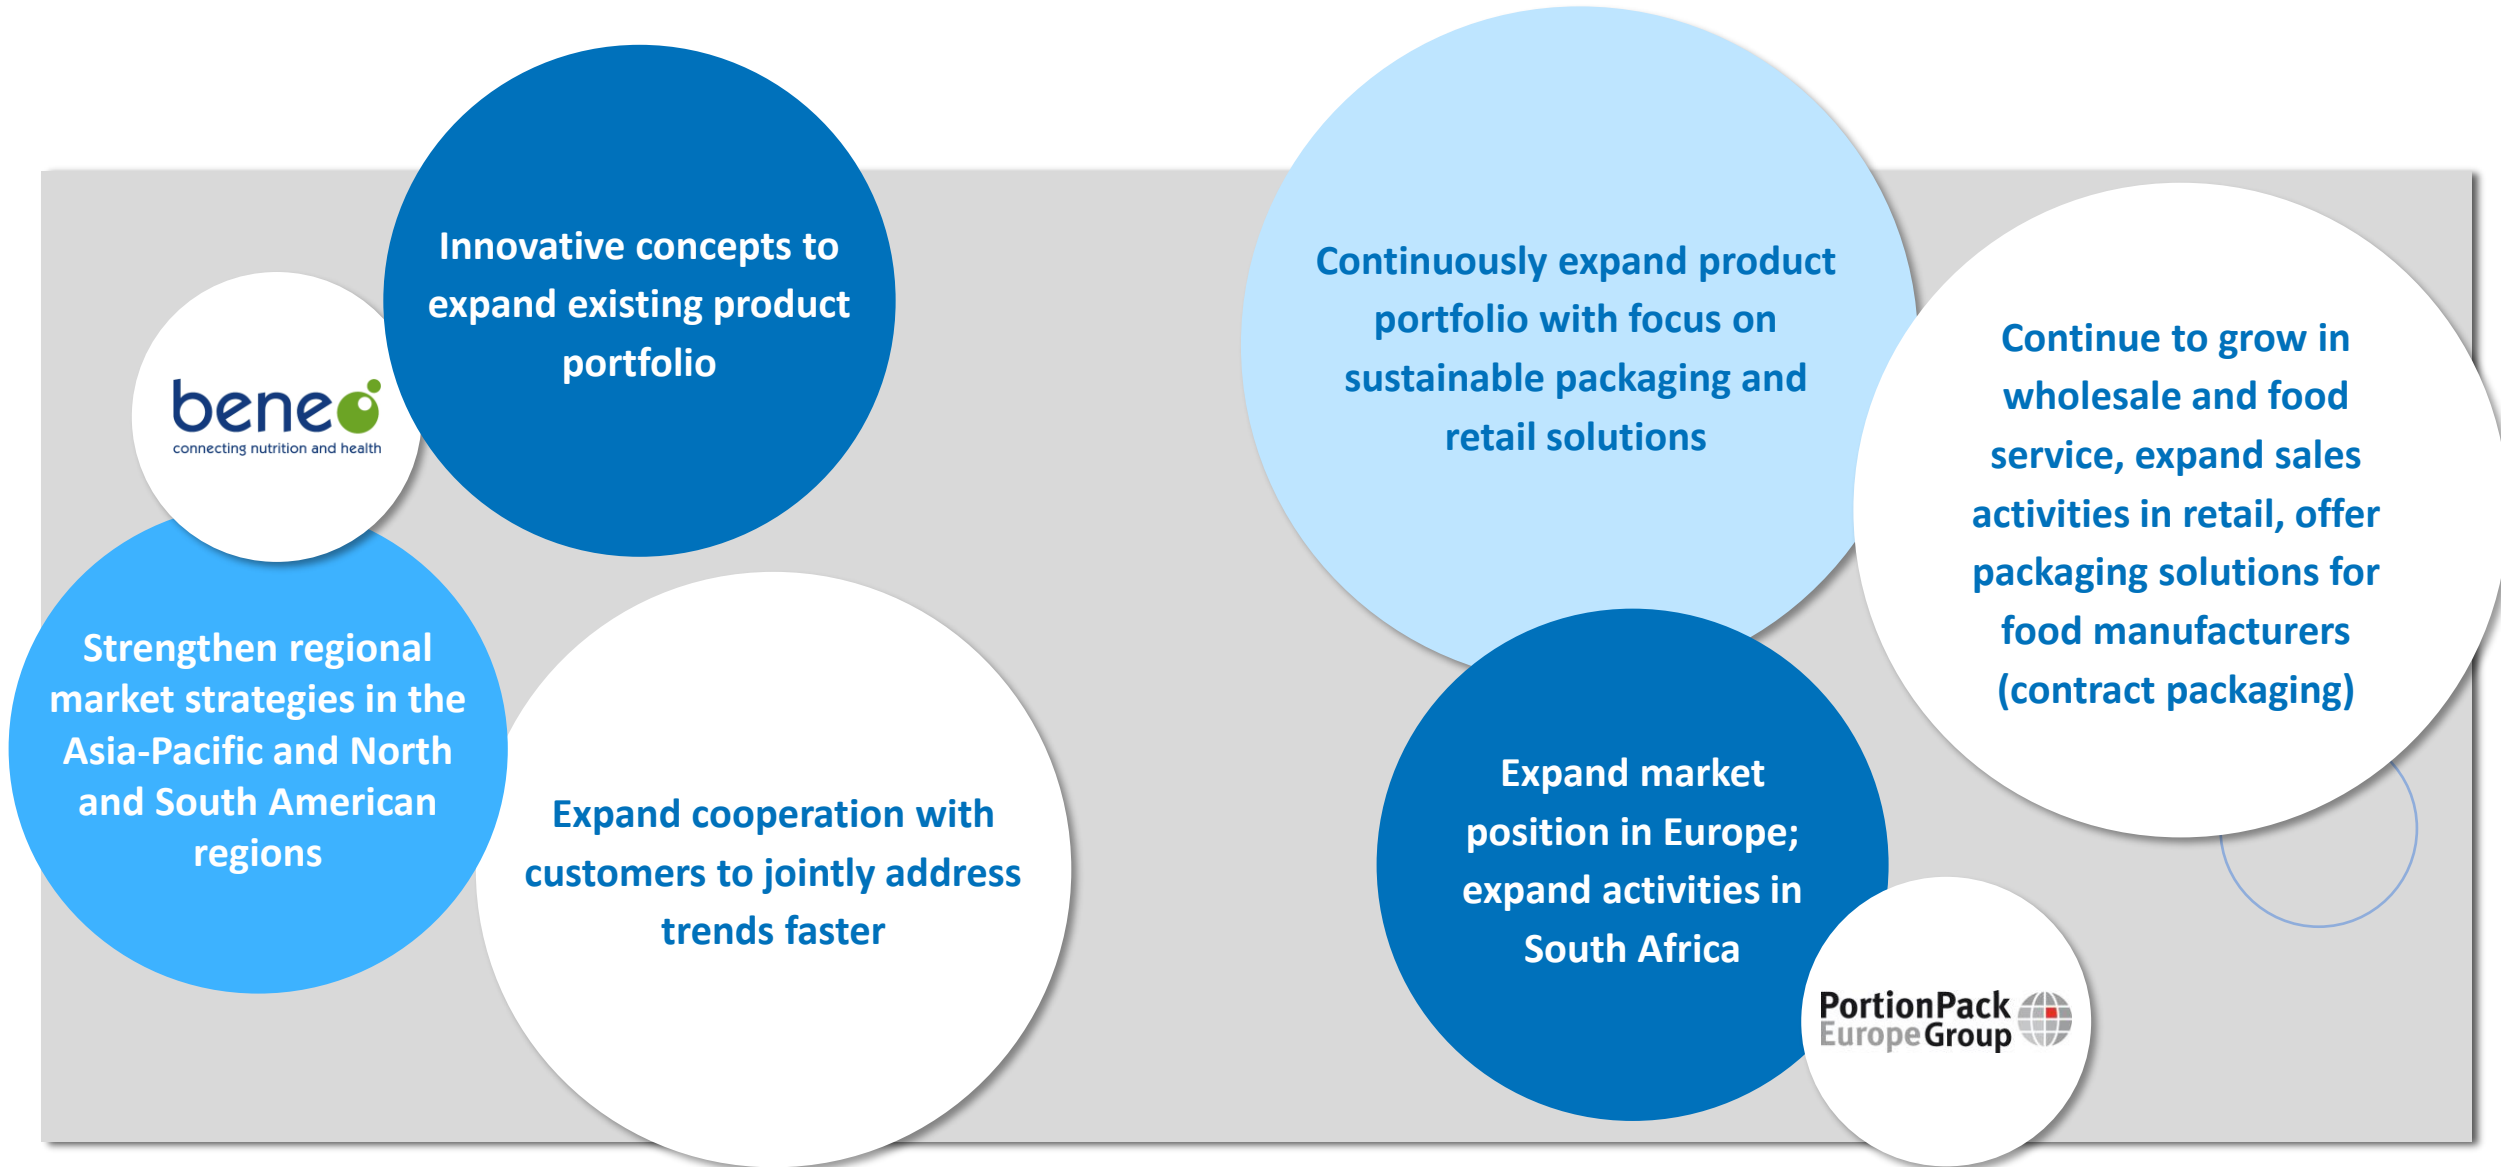 Innovative concepts to
expand existing product
portfolio
beneo
connecting nutrition and health
Strengthen regional
market strategies in the
Asia-Pacific and North
and South American
regions
Expand cooperation with
customers to jointly address
trends faster
Continuously expand product
portfolio with focus on
sustainable packaging and
retail solutions
Continue to grow in
wholesale and food
service, expand sales
activities in retail, offer
packaging solutions for
food manufacturers
(contract packaging)
Expand market
position in Europe;
expand activities in
South Africa
PortionPack
Europe Group